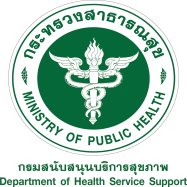 กระทรวงสาธารณสุข
MINISTRY OF PUBLIC HEALTH
กรมสนับสนุนบริการสุขภาพ
Department of Health Service Support